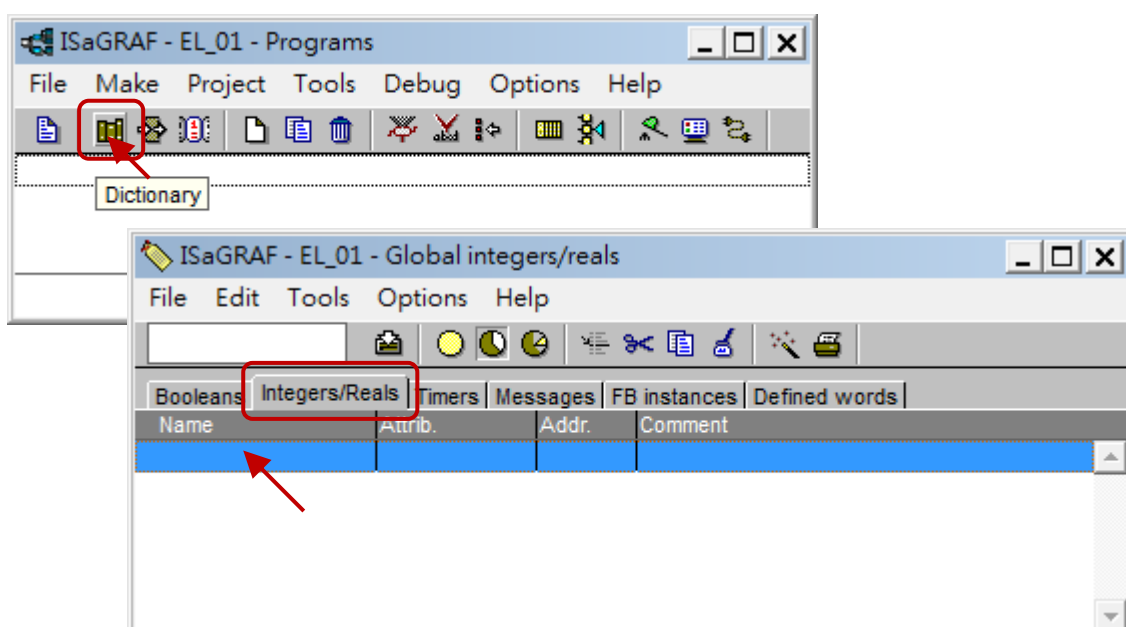 ISaGRAF - EL_01 - Programs
File Make Project Tools Debug Options Help
Dictionary
ISaGRAF - EL_01 - Global integers/reals
File Edit Tools Options Help
Booleans Integers/Reals Timers Messages FB instances Defined words
Name Attrib. Addr. Comment